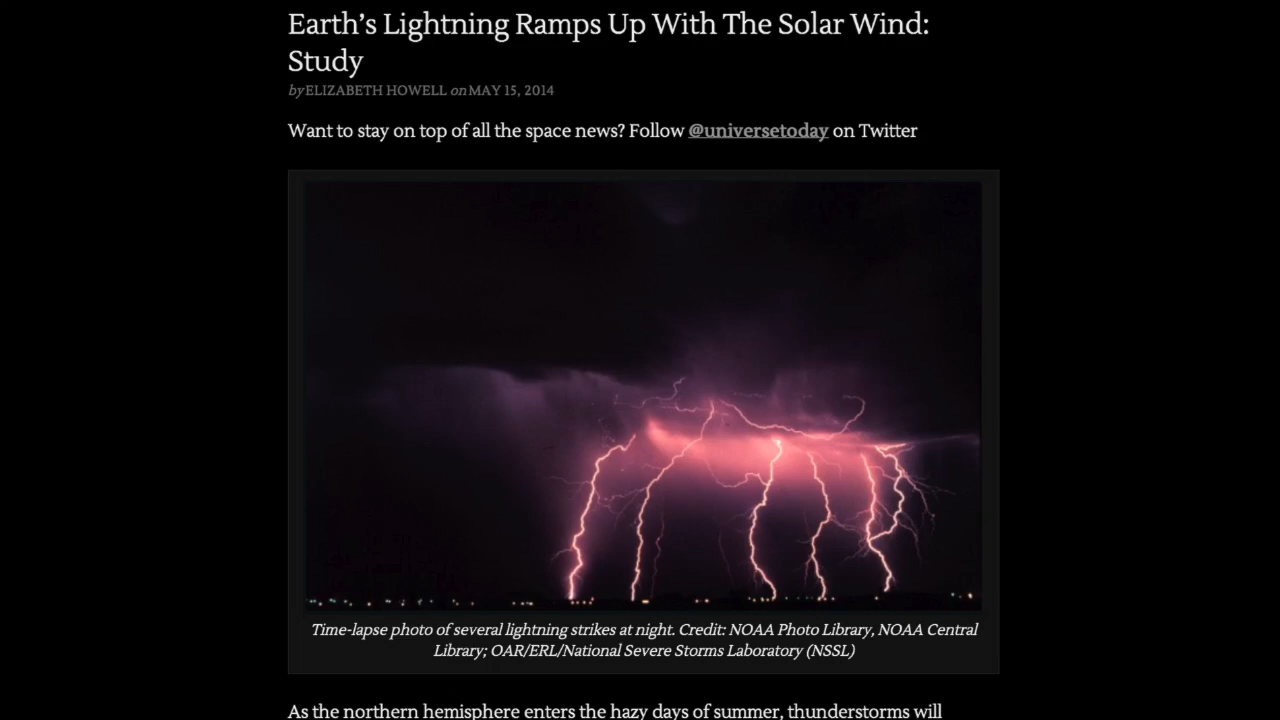 Earth’s Lightning Ramps Up With The Solar Wind:
Study
by ELIZABETH HOWELL on MAY 15, 2014
Want to stay on top of all the space news? Follow @universetoday on Twitter
Time-lapse photo of several lightning strikes at night. Credit: NOAA Photo Library, NOAA Central
Library; OAR/ERL/National Severe Storms Laboratory (NSSL)
As the northern hemisphere enters the hazy days of summer, thunderstorms will